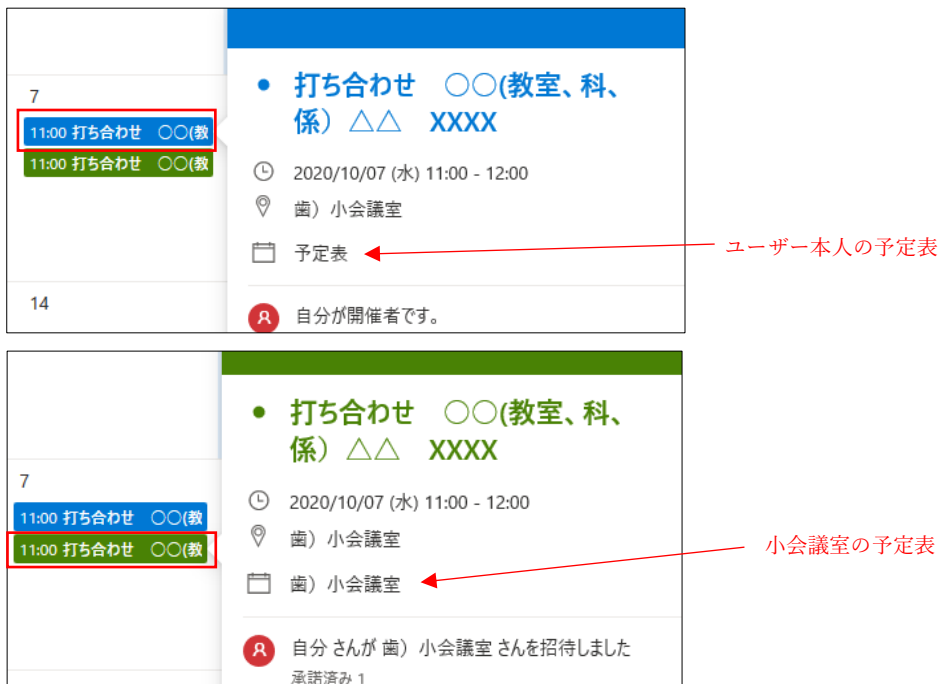 7
11:00 打ち合わせ　〇〇(教
11:00 打ち合わせ　〇〇(教
14
• 打ち合わせ　〇〇(教室、科、
係）△△　XXXX
2020/10/07 (水) 11:00 - 12:00
歯）小会議室
予定表
自分が開催者です。
ユーザー本人の予定表
7
11:00 打ち合わせ　〇〇(教
11:00 打ち合わせ　〇〇(教
• 打ち合わせ　〇〇(教室、科、
係）△△　XXXX
2020/10/07 (水) 11:00 - 12:00
歯）小会議室
歯）小会議室
自分 さんが 歯）小会議室 さんを招待しました
承諾済み 1
小会議室の予定表